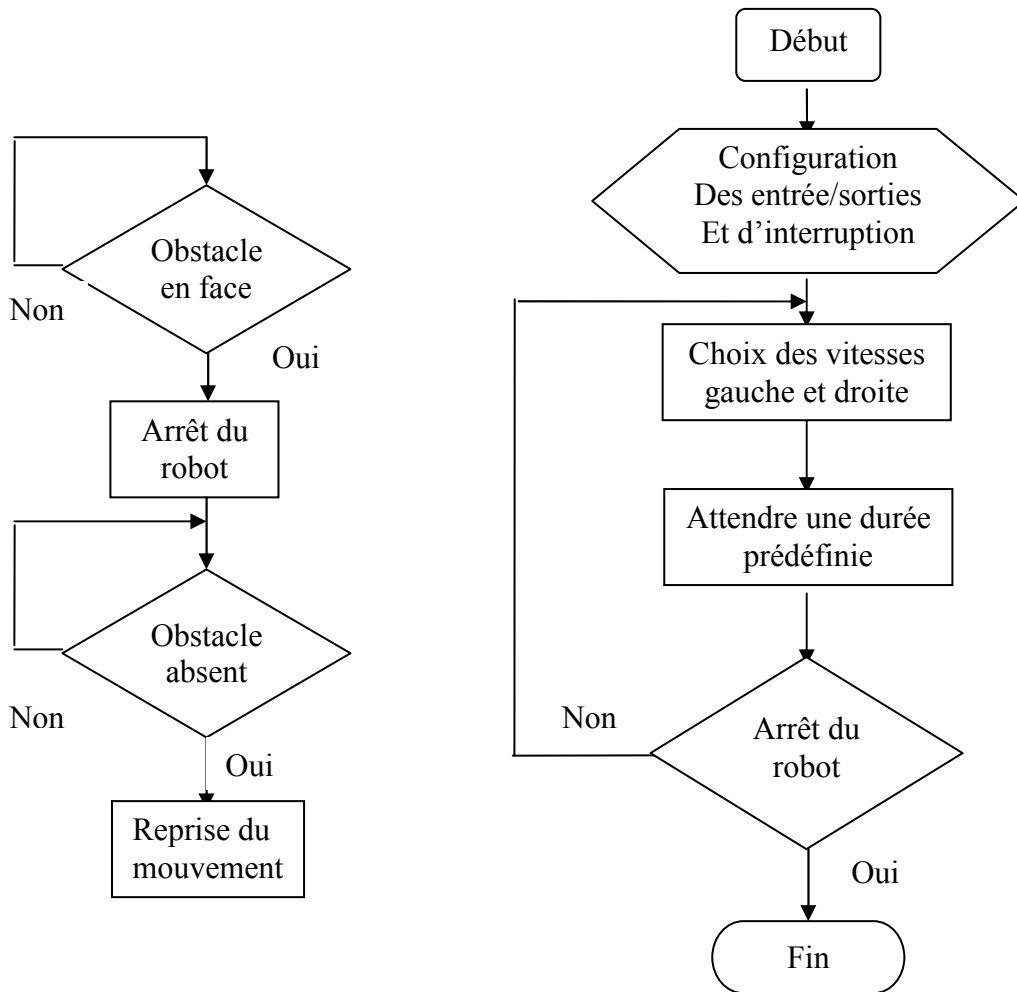 Obstacle
en face
Non
Oui
Arrêt du
robot
Obstacle
absent
Non
Oui
Reprise du
mouvement
Début
Configuration
Des entrée/sorties
Et d’interruption
Choix des vitesses
gauche et droite
Attendre une durée
prédéfinie
Non
Arrêt du
robot
Oui
Fin